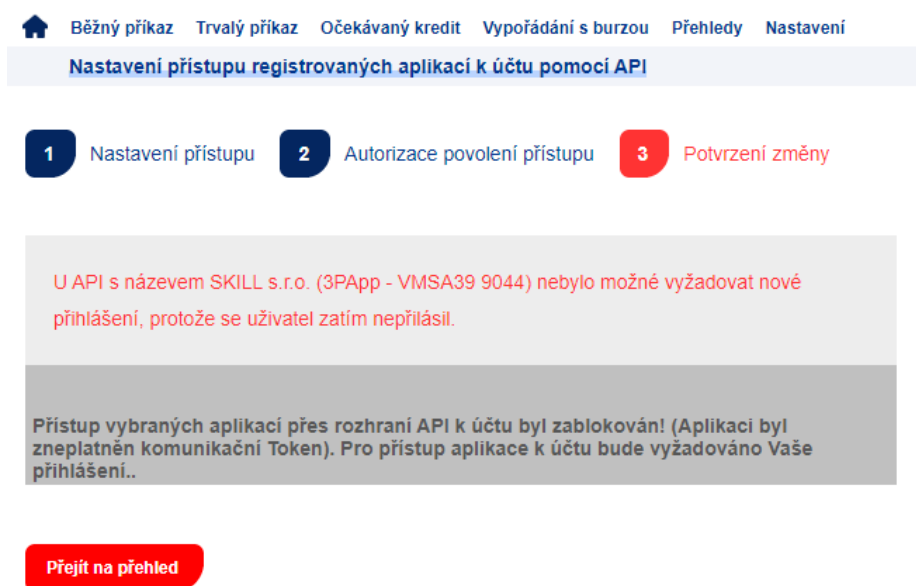 Běžný příkaz Trvalý příkaz Očekávaný kredit Vypořádání s burzou Přehledy Nastavení
Nastavení přístupu registrovaných aplikací k účtu pomocí API
1 Nastavení přístupu 2 Autorizace povolení přístupu 3 Potvrzení změny
U API s názevem SKILL s.r.o. (3PApp - VMSA39 9044) nebylo možné vyžadovat nové
přihlášení, protože se uživatel zatím nepřilásil.
Přístup vybraných aplikací přes rozhraní API k účtu byl zablokován! (Aplikaci byl
zneplatněn komunikační Token). Pro přístup aplikace k účtu bude vyžadováno Vaše
přihlášení..
Přejít na přehled